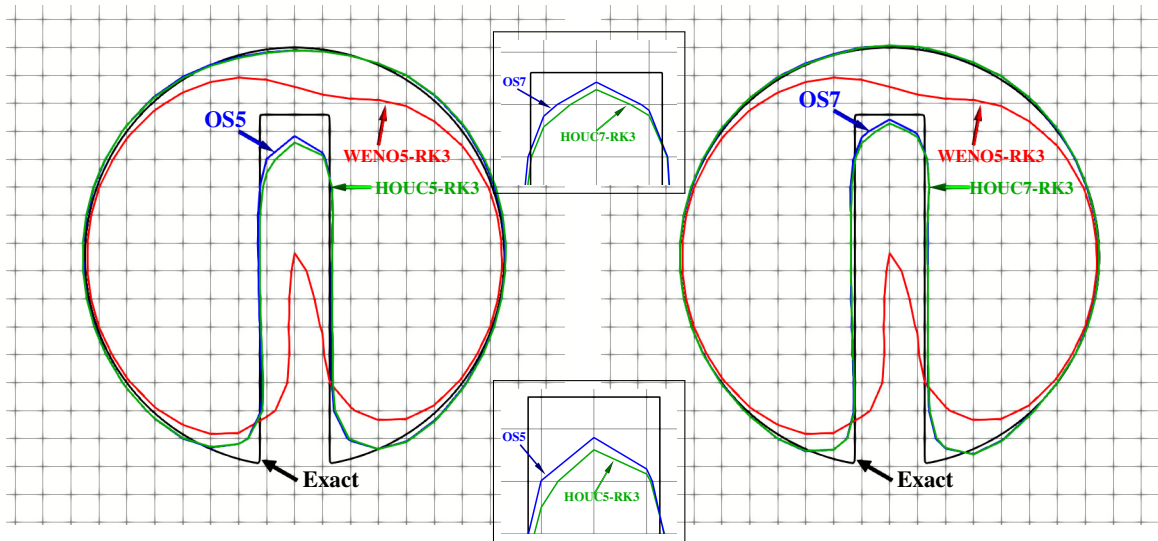 OS5
WENO5-RK3
HOUC5-RK3
Exact
OS7
HOUC7-RK3
OS5
HOUC5-RK3
OS7
WENO5-RK3
HOUC7-RK3
Exact